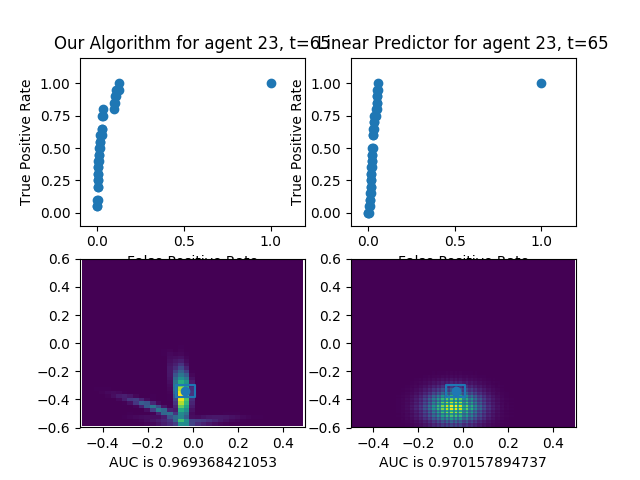 Our Algorithm for agent 23, t=65
Linear Predictor for agent 23, t=65
True Positive Rate
1.00
0.75
0.50
0.25
0.00
0.0 0.5 1.0
False Positive Rate
True Positive Rate
1.00
0.75
0.50
0.25
0.00
0.0 0.5 1.0
False Positive Rate
0.6
0.4
0.2
0.0
−0.2
−0.4
−0.6
−0.4 −0.2 0.0 0.2 0.4
AUC is 0.969368421053
0.6
0.4
0.2
0.0
−0.2
−0.4
−0.6
−0.4 −0.2 0.0 0.2 0.4
AUC is 0.970157894737